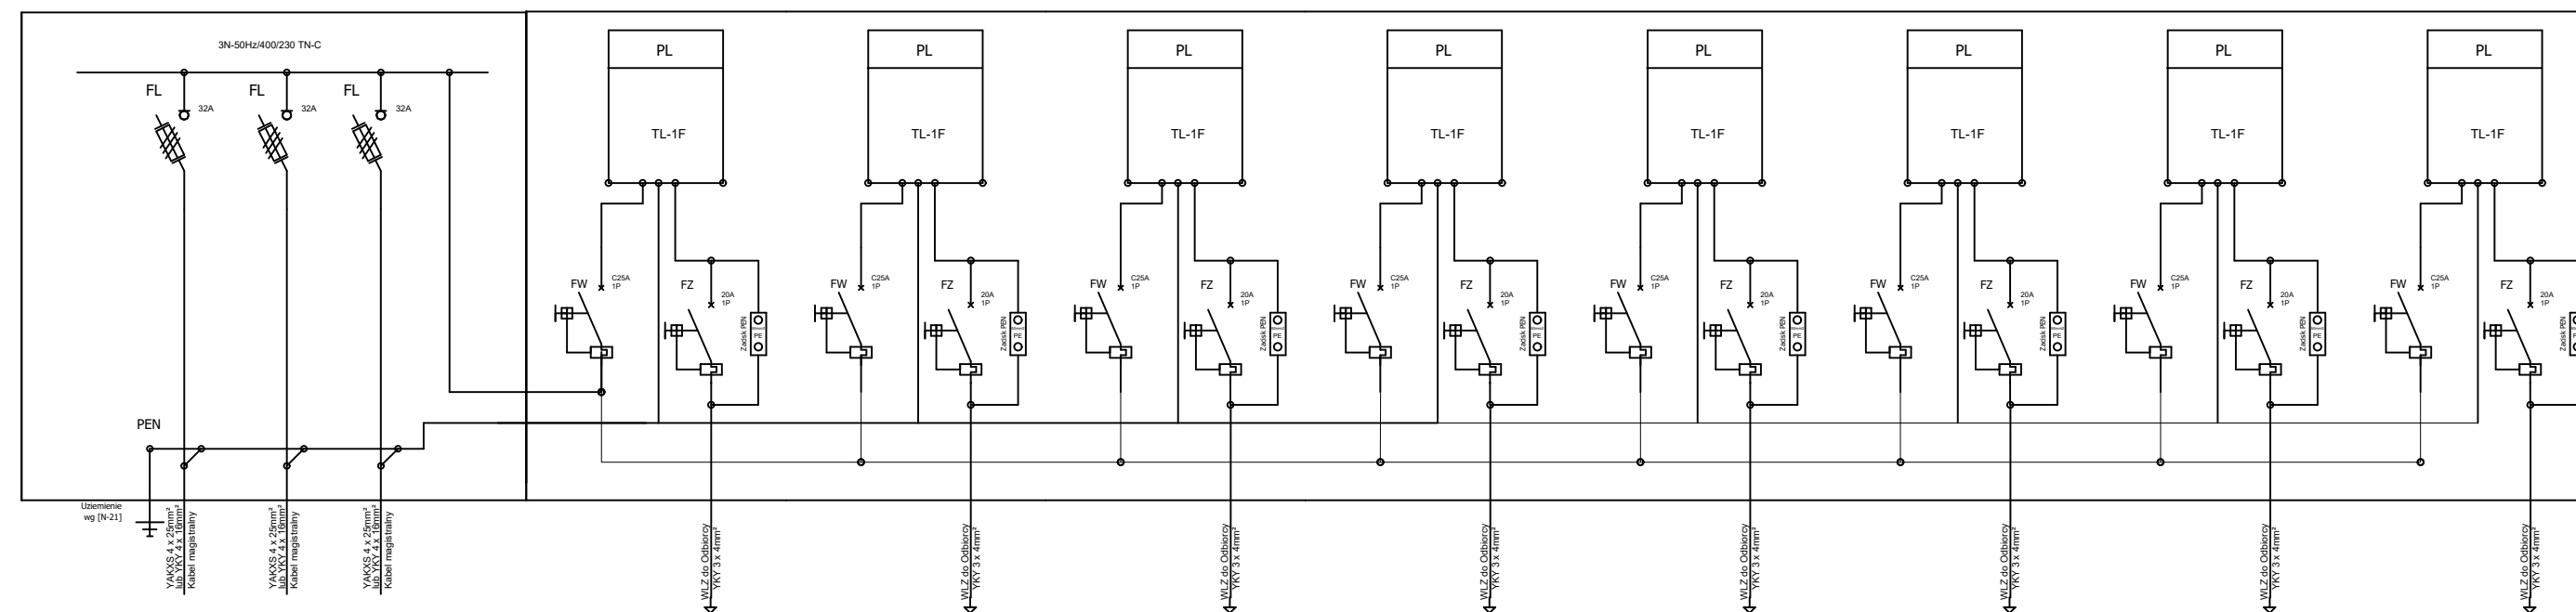 3N-50Hz/400/230 TN-C
FL
32A
FL
32A
FL
32A
PEN
Uziemienie
wg [N-21]
YAKXS 4 x 25mm²
lub YKY 4 x 16mm²
Kabel magistralny
YAKXS 4 x 25mm²
lub YKY 4 x 16mm²
Kabel magistralny
YAKXS 4 x 25mm²
lub YKY 4 x 16mm²
Kabel magistralny
PL
TL-1F
FW
C25A
1P
FZ
20A
1P
Zacisk PEN
PE
WLZ do Odbiorcy
YKY 3 x 4mm²
PL
TL-1F
FW
C25A
1P
FZ
20A
1P
Zacisk PEN
PE
WLZ do Odbiorcy
YKY 3 x 4mm²
PL
TL-1F
FW
C25A
1P
FZ
20A
1P
Zacisk PEN
PE
WLZ do Odbiorcy
YKY 3 x 4mm²
PL
TL-1F
FW
C25A
1P
FZ
20A
1P
Zacisk PEN
PE
WLZ do Odbiorcy
YKY 3 x 4mm²
PL
TL-1F
FW
C25A
1P
FZ
20A
1P
Zacisk PEN
PE
WLZ do Odbiorcy
YKY 3 x 4mm²
PL
TL-1F
FW
C25A
1P
FZ
20A
1P
Zacisk PEN
PE
WLZ do Odbiorcy
YKY 3 x 4mm²
PL
TL-1F
FW
C25A
1P
FZ
20A
1P
Zacisk PEN
PE
WLZ do Odbiorcy
YKY 3 x 4mm²
PL
TL-1F
FW
C25A
1P
FZ
20A
1P
Zacisk PEN
WLZ do Odbiorcy
YKY 3 x 4mm²